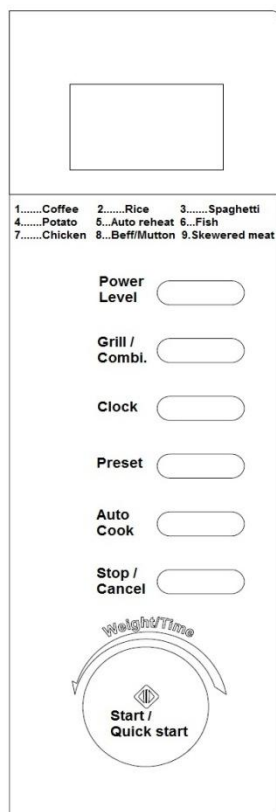 1......Coffee 2......Rice 3......Spaghetti
4......Potato 5...Auto reheat 6...Fish
7......Chicken 8...Beff/Mutton 9.Skewered meat
Power
Level
Grill /
Combi.
Clock
Preset
Auto
Cook
Stop /
Cancel
Weight/Time
Start /
Quick start